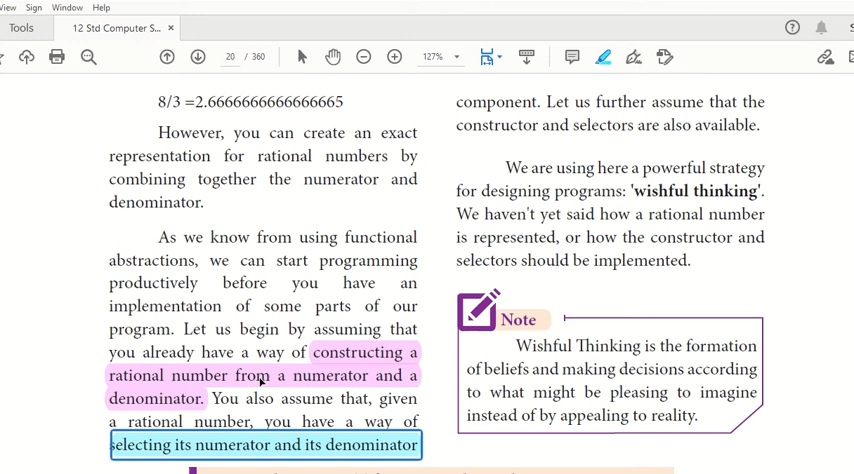 View Sign Window Help
Tools 12 Std Computer S... ×
20 / 360 127%
8/3 =2.6666666666666665
However, you can create an exact
representation for rational numbers by
combining together the numerator and
denominator.
As we know from using functional
abstractions, we can start programming
productively before you have an
implementation of some parts of our
program. Let us begin by assuming that
you already have a way of constructing a
rational number from a numerator and a
denominator. You also assume that, given
a rational number, you have a way of
selecting its numerator and its denominator
component. Let us further assume that the
constructor and selectors are also available.
We are using here a powerful strategy
for designing programs: 'wishful thinking'.
We haven't yet said how a rational number
is represented, or how the constructor and
selectors should be implemented.
Note
Wishful Thinking is the formation
of beliefs and making decisions according
to what might be pleasing to imagine
instead of by appealing to reality.